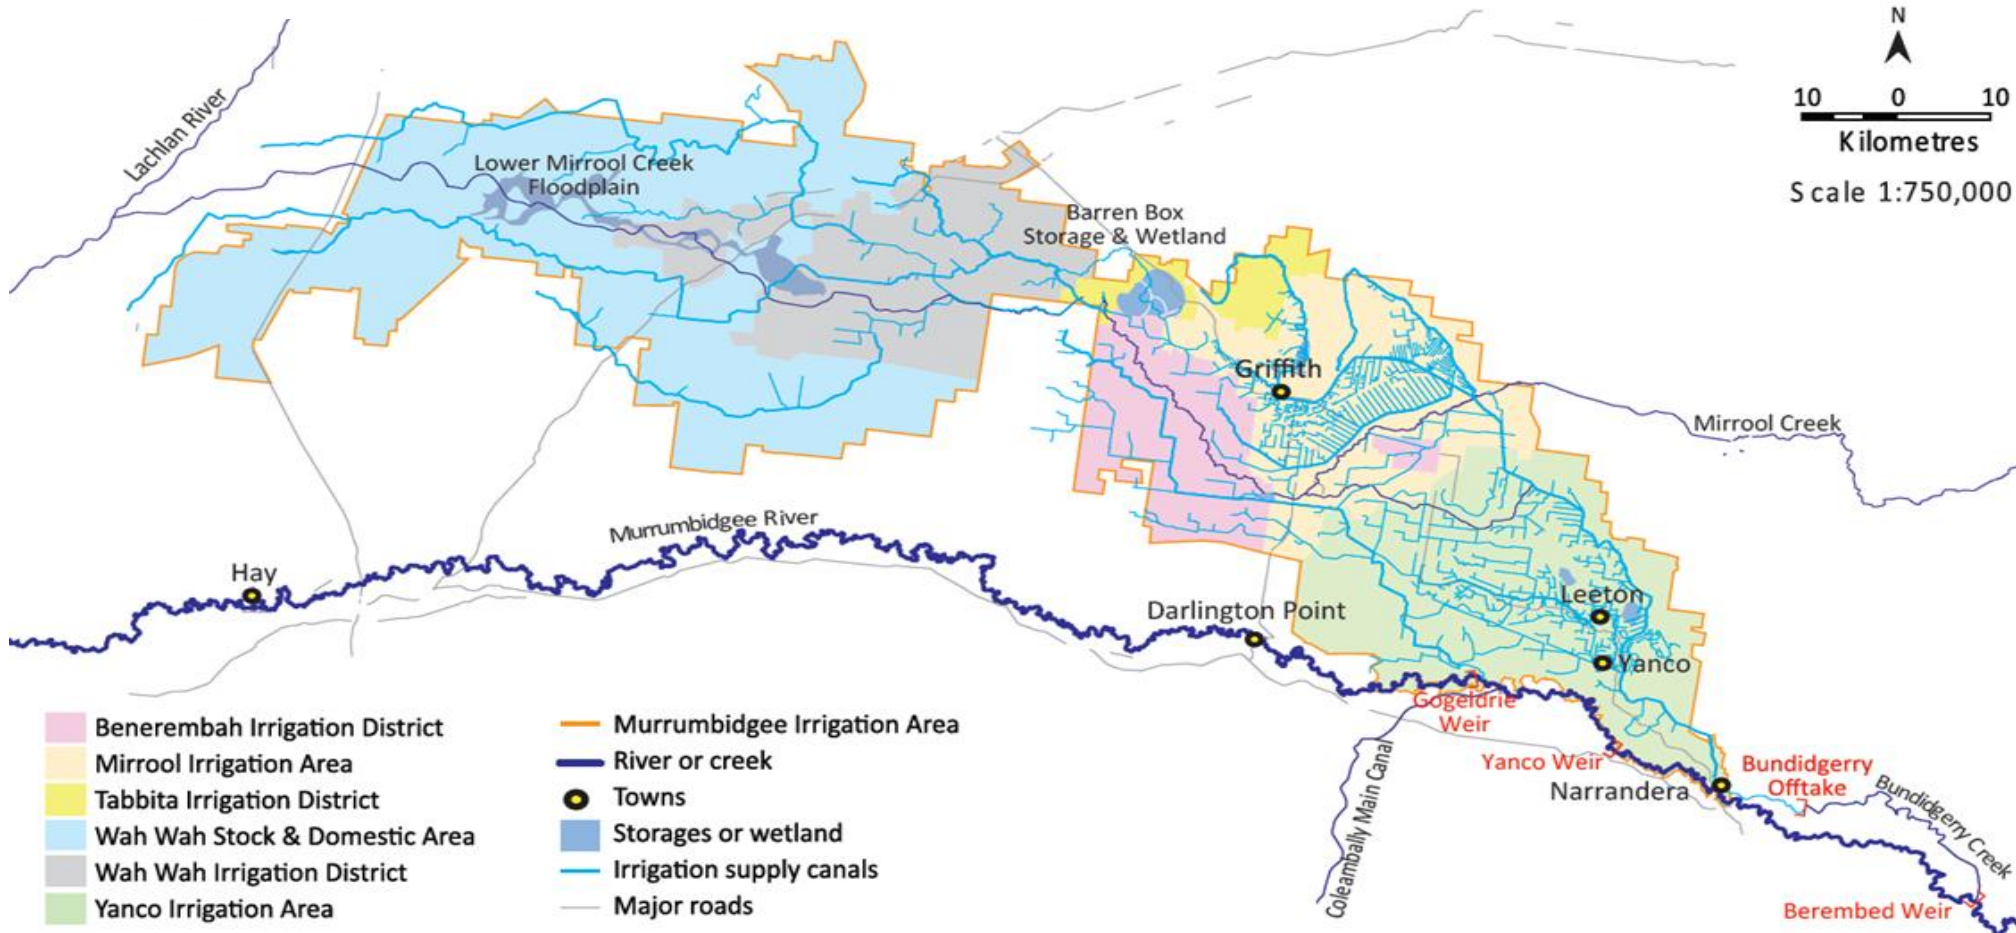 N
10 0 10
Kilometres
Scale 1:750,000
Lachlan River
Lower Mirrool Creek
Floodplain
Barren Box
Storage & Wetland
Griffith
Mirrool Creek
Murrumbidgee River
Hay
Darlington Point
Leeton
Yanco
Gogeldrie
Weir
Yanco Weir
Narrandera
Bundidgerry
Offtake
Bundidgerry Creek
Coleambally Main Canal
Berembed Weir
Benerembah Irrigation District
Mirrool Irrigation Area
Tabbita Irrigation District
Wah Wah Stock & Domestic Area
Wah Wah Irrigation District
Yanco Irrigation Area
Murrumbidgee Irrigation Area
River or creek
Towns
Storages or wetland
Irrigation supply canals
Major roads